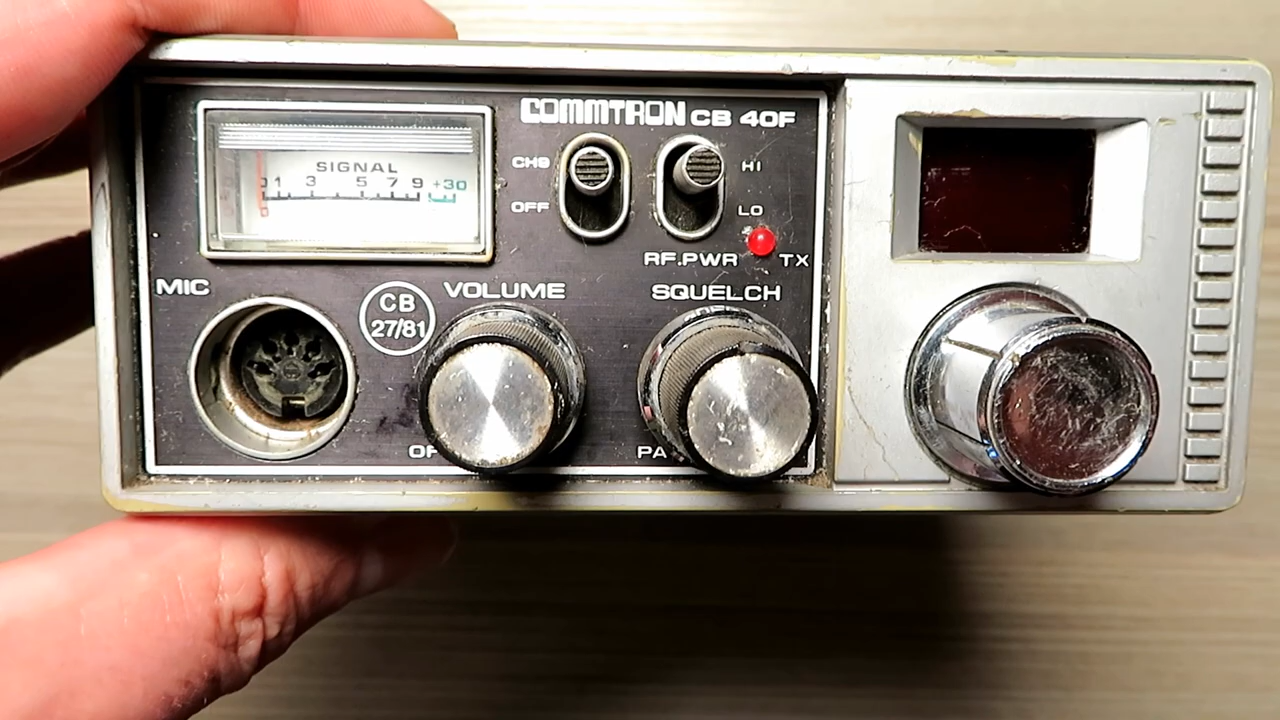 COMMTRON CB 40F
SIGNAL
1 3 5 7 9 +30
CH9
OFF
HI
LO
RF.PWR
TX
MIC
CB
27/81
VOLUME
SQUELCH
PA